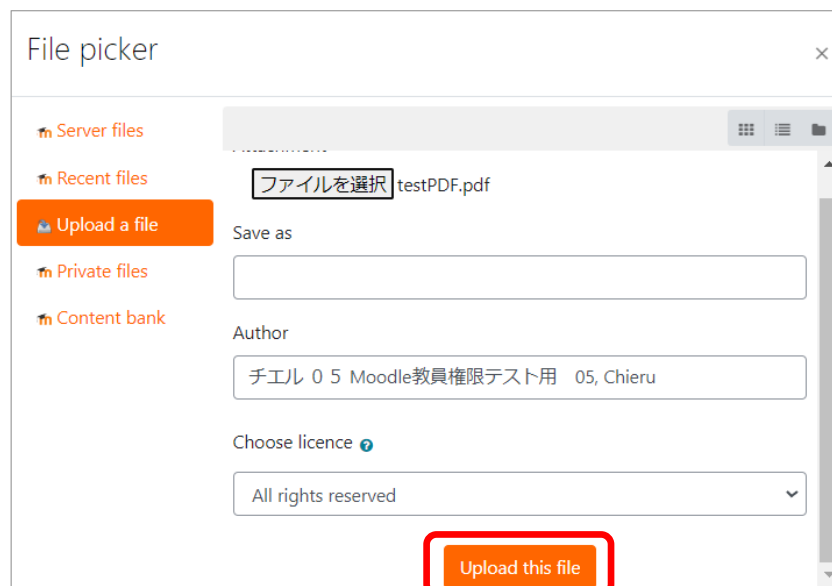 File picker
×
Server files
Recent files
Upload a file
Private files
Content bank
Attachment
ファイルを選択 testPDF.pdf
Save as
Author
チエル ０５ Moodle教員権限テスト用　05, Chieru
Choose licence
All rights reserved
Upload this file